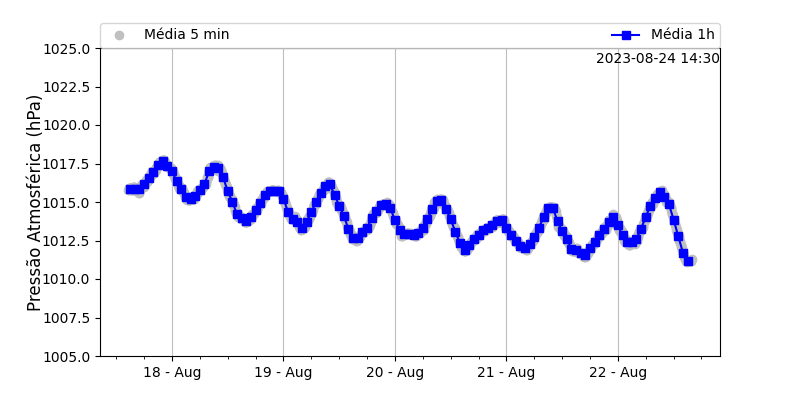 Média 5 min
Média 1h
2023-08-24 14:30
Pressão Atmosférica (hPa)
1025.0
1022.5
1020.0
1017.5
1015.0
1012.5
1010.0
1007.5
1005.0
18 - Aug
19 - Aug
20 - Aug
21 - Aug
22 - Aug